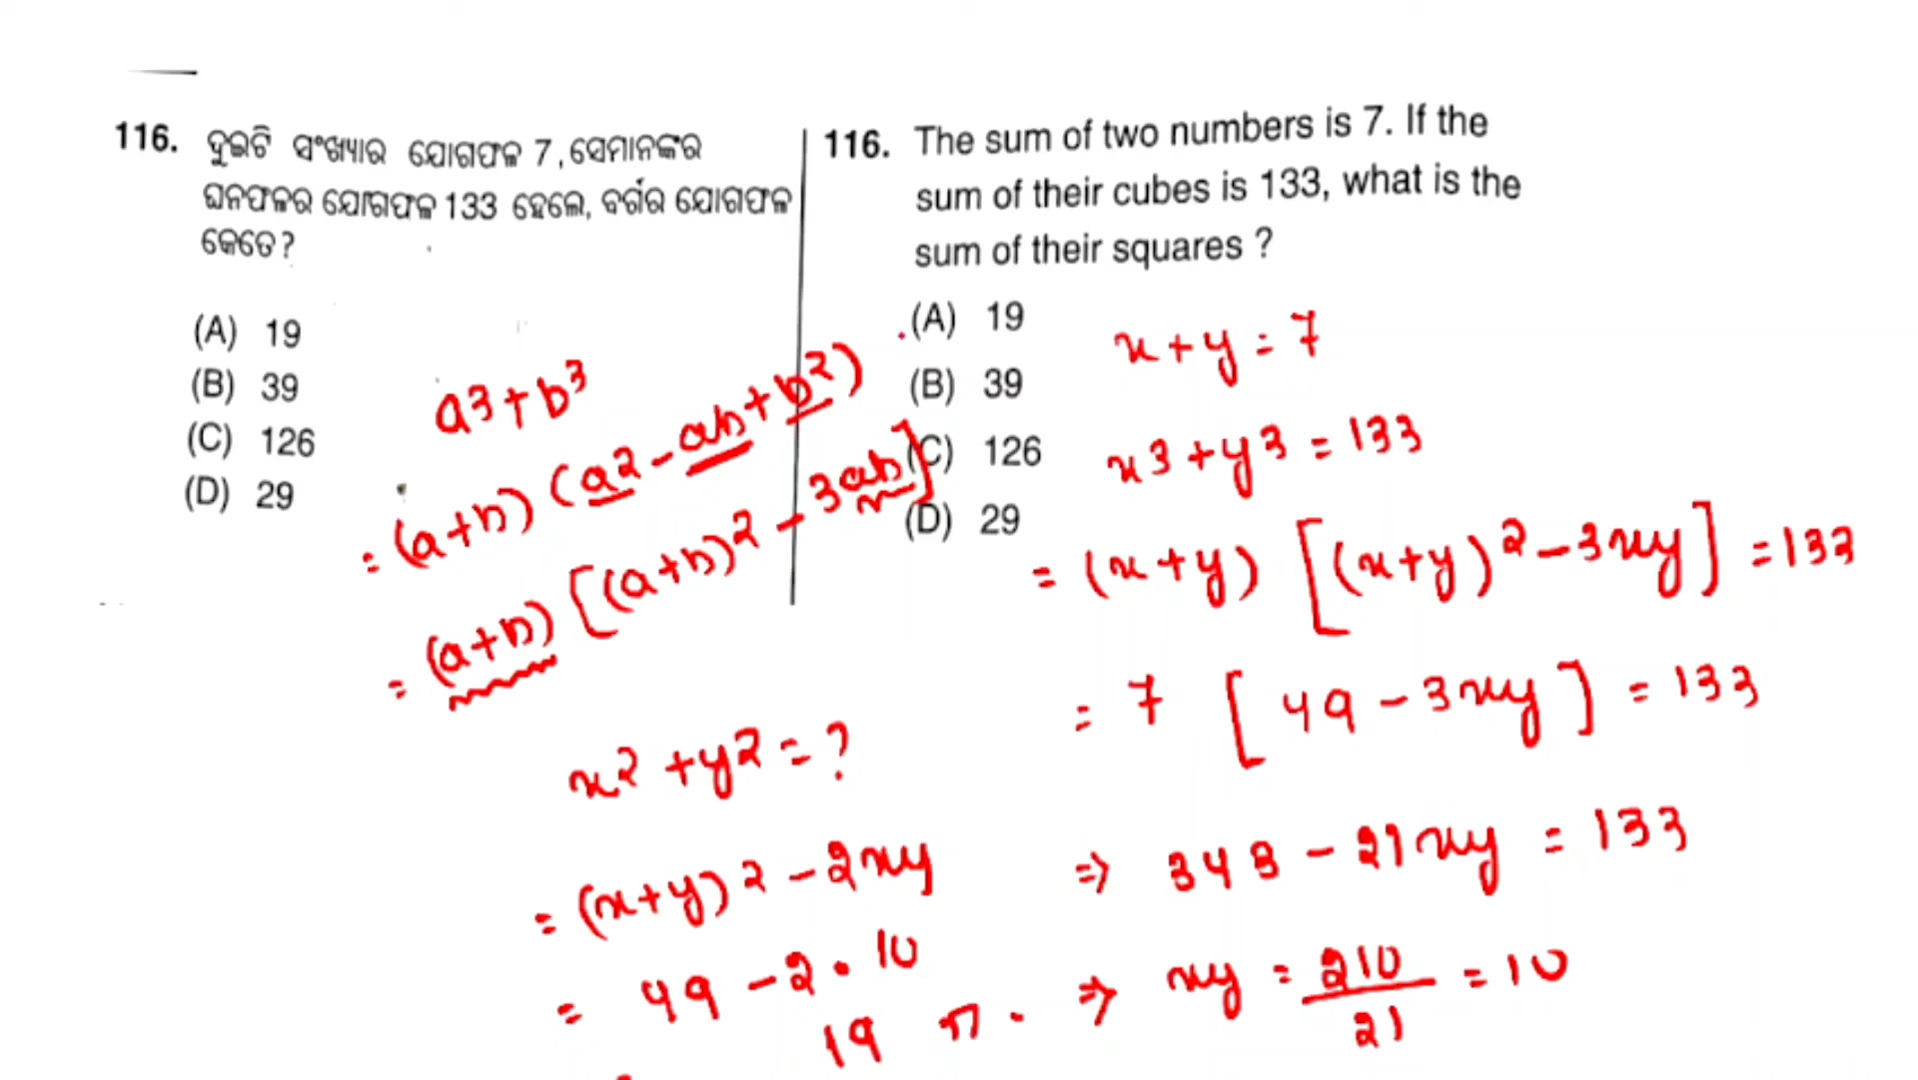 116. ଦୁଇଟି ସଂଖ୍ୟାର ଯୋଗଫଳ 7, ସେମାନଙ୍କର
ଘନଫଳର ଯୋଗଫଳ 133 ହେଲେ, ବର୍ଗର ଯୋଗଫଳ
କେତେ?
(A) 19
(B) 39
(C) 126
(D) 29
116. The sum of two numbers is 7. If the
sum of their cubes is 133, what is the
sum of their squares ?
(A) 19
(B) 39
(C) 126
(D) 29
a3+b3
= (a+b) (a2-ab+b2)
= (a+b) [(a+b)2-3ab]
x2+y2=?
= (x+y)2-2xy
= 49-2.10
19
x+y=7
x3+y3=133
= (x+y) [(x+y)2-3xy] =133
= 7 [49-3xy] =133
⇒ 343-21xy=133
⇒ xy=210/21=10